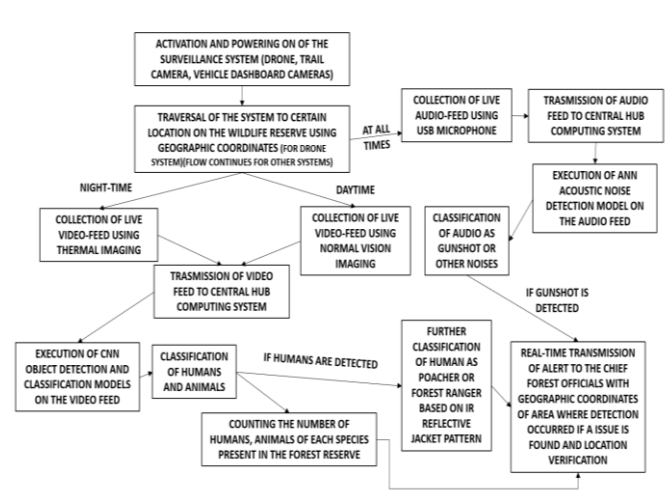 ACTIVATION AND POWERING ON OF THE
SURVEILLANCE SYSTEM (DRONE, TRAIL
CAMERA, VEHICLE DASHBOARD CAMERAS)
TRAVERSAL OF THE SYSTEM TO CERTAIN
LOCATION ON THE WILDLIFE RESERVE USING
GEOGRAPHIC COORDINATES (FOR DRONE
SYSTEM)(FLOW CONTINUES FOR OTHER SYSTEMS)
AT ALL
TIMES
COLLECTION OF LIVE
AUDIO-FEED USING
USB MICROPHONE
TRASMISSION OF AUDIO
FEED TO CENTRAL HUB
COMPUTING SYSTEM
EXECUTION OF ANN
ACOUSTIC NOISE
DETECTION MODEL ON
THE AUDIO FEED
CLASSIFICATION
OF AUDIO AS
GUNSHOT OR
OTHER NOISES
IF GUNSHOT IS
DETECTED
NIGHT-TIME
DAYTIME
COLLECTION OF LIVE
VIDEO-FEED USING
THERMAL IMAGING
COLLECTION OF LIVE
VIDEO-FEED USING
NORMAL VISION
IMAGING
TRASMISSION OF VIDEO
FEED TO CENTRAL HUB
COMPUTING SYSTEM
EXECUTION OF CNN
OBJECT DETECTION AND
CLASSIFICATION MODELS
ON THE VIDEO FEED
CLASSIFICATION
OF HUMANS
AND ANIMALS
IF HUMANS ARE DETECTED
FURTHER
CLASSIFICATION
OF HUMAN AS
POACHER OR
FOREST RANGER
BASED ON IR
REFLECTIVE
JACKET PATTERN
COUNTING THE NUMBER OF
HUMANS, ANIMALS OF EACH SPECIES
PRESENT IN THE FOREST RESERVE
REAL-TIME TRANSMISSION
OF ALERT TO THE CHIEF
FOREST OFFICIALS WITH
GEOGRAPHIC COORDINATES
OF AREA WHERE DETECTION
OCCURRED IF A ISSUE IS
FOUND AND LOCATION
VERIFICATION